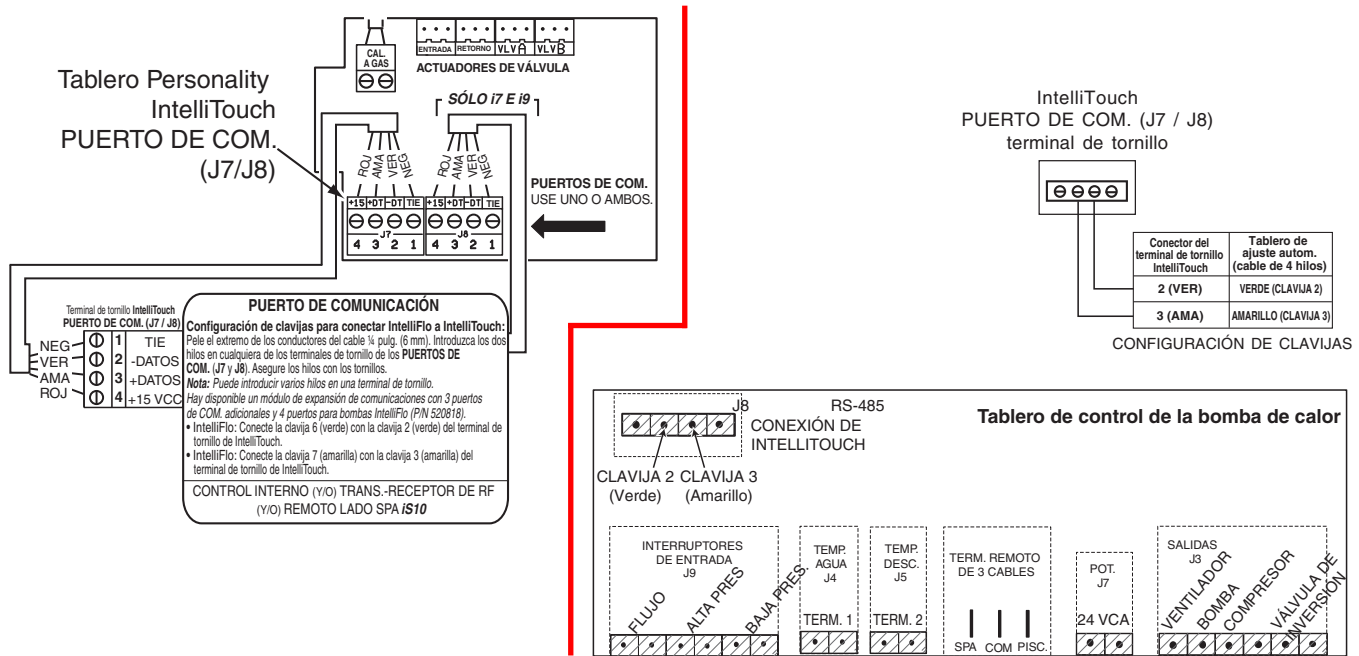 CAL.
A GAS
ENTRADA
RETORNO
VLV A
VLV B
ACTUADORES DE VÁLVULA
Tablero Personality
IntelliTouch
PUERTO DE COM.
(J7/J8)
SÓLO i7 E i9
ROJ
AMA
VER
NEG
ROJ
AMA
VER
NEG
+15 +DT -DT TIE
+15 +DT -DT TIE
J7
J8
4 3 2 1
4 3 2 1
PUERTOS DE COM.
USE UNO O AMBOS.
Terminal de tornillo IntelliTouch
PUERTO DE COM. (J7 / J8)
NEG 1 TIE
VER 2 -DATOS
AMA 3 +DATOS
ROJ 4 +15 VCC
PUERTO DE COMUNICACIÓN
Configuración de clavijas para conectar IntelliFlo a IntelliTouch:
Pele el extremo de los conductores del cable ¼ pulg. (6 mm). Introduzca los dos
hilos en cualquiera de los terminales de tornillo de los PUERTOS DE
COM. (J7 y J8). Asegure los hilos con los tornillos.
Nota: Puede introducir varios hilos en una terminal de tornillo.
Hay disponible un módulo de expansión de comunicaciones con 3 puertos
de COM. adicionales y 4 puertos para bombas IntelliFlo (P/N 520818).
• IntelliFlo: Conecte la clavija 6 (verde) con la clavija 2 (verde) del terminal de
tornillo de IntelliTouch.
• IntelliFlo: Conecte la clavija 7 (amarilla) con la clavija 3 (amarilla) del
terminal de tornillo de IntelliTouch.
CONTROL INTERNO (Y/O) TRANS.-RECEPTOR DE RF
(Y/O) REMOTO LADO SPA iS10
IntelliTouch
PUERTO DE COM. (J7 / J8)
terminal de tornillo
Conector del
terminal de tornillo
IntelliTouch
Tablero de
ajuste autom.
(cable de 4 hilos)
2 (VER)
VERDE (CLAVIJA 2)
3 (AMA)
AMARILLO (CLAVIJA 3)
CONFIGURACIÓN DE CLAVIJAS
J8
RS-485
CONEXIÓN DE
INTELLITOUCH
Tablero de control de la bomba de calor
CLAVIJA 2
(Verde)
CLAVIJA 3
(Amarillo)
INTERRUPTORES
DE ENTRADA
J9
FLUJO
ALTA PRES
BAJA PRES.
TEMP.
AGUA
J4
TERM. 1
TEMP.
DESC.
J5
TERM. 2
TERM. REMOTO
DE 3 CABLES
SPA
COM
PISC.
POT.
J7
24 VCA
SALIDAS
J3
VENTILADOR
BOMBA
COMPRESOR
VÁLVULA DE
INVERSIÓN